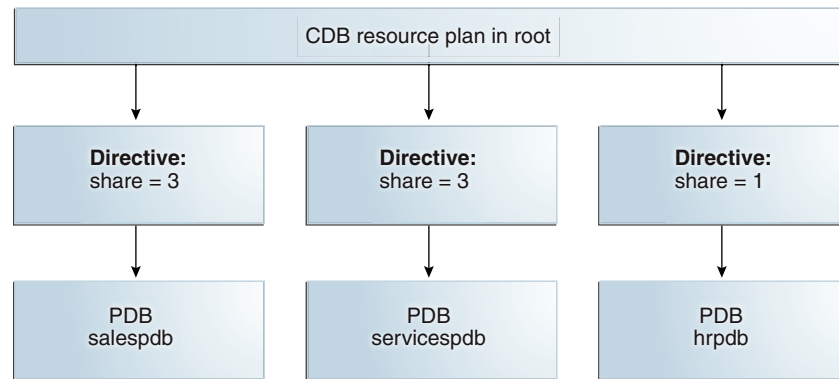 CDB resource plan in root
Directive:
share = 3
Directive:
share = 3
Directive:
share = 1
PDB
salespdb
PDB
servicespdb
PDB
hrpdb